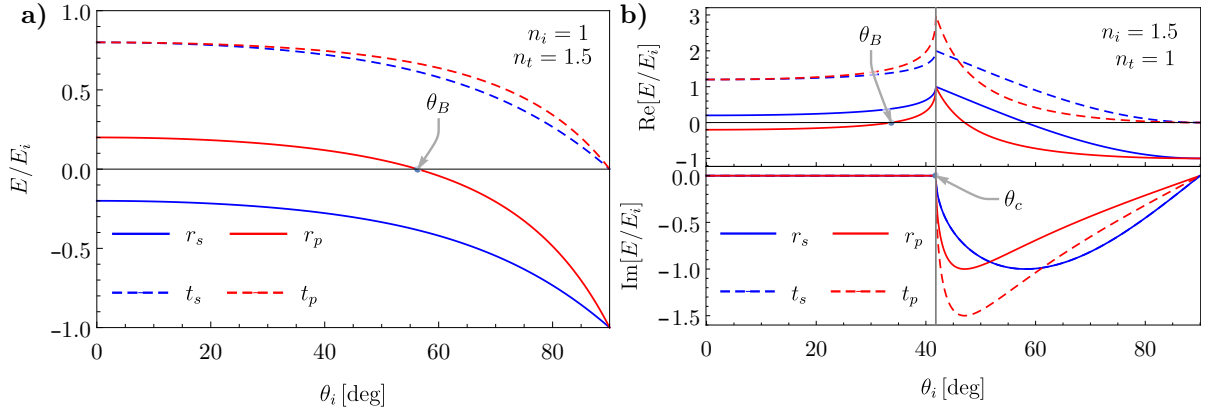 a)
1.0
0.5
0.0
−0.5
−1.0
E/E_i
n_i = 1
n_t = 1.5
θ_B
r_s r_p
t_s t_p
0 20 40 60 80
θ_i [deg]
b)
3
2
1
0
−1
Re[E/E_i]
n_i = 1.5
n_t = 1
θ_B
0.0
−0.5
−1.0
−1.5
Im[E/E_i]
θ_c
r_s r_p
t_s t_p
0 20 40 60 80
θ_i [deg]